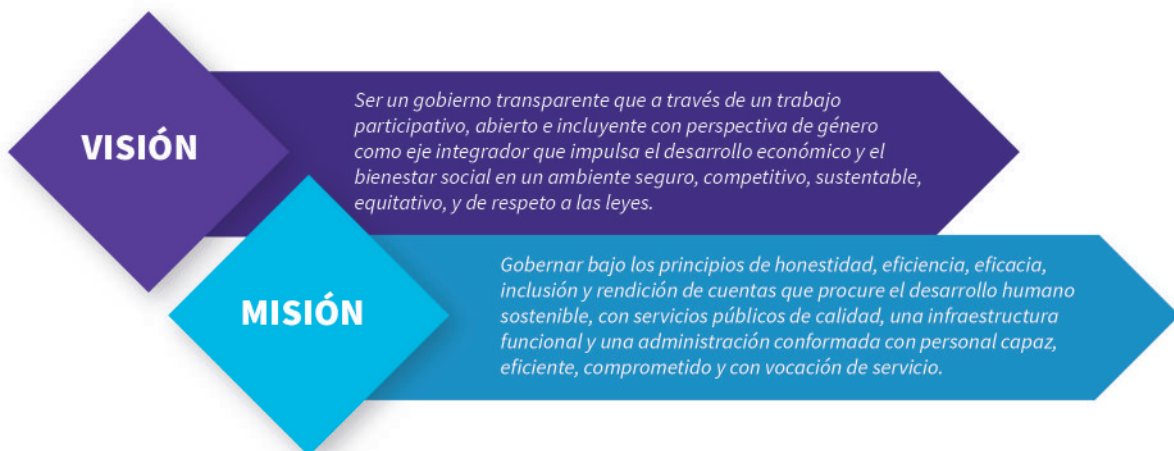 VISIÓN
Ser un gobierno transparente que a través de un trabajo
participativo, abierto e incluyente con perspectiva de género
como eje integrador que impulsa el desarrollo económico y el
bienestar social en un ambiente seguro, competitivo, sustentable,
equitativo, y de respeto a las leyes.
MISIÓN
Gobernar bajo los principios de honestidad, eficiencia, eficacia,
inclusión y rendición de cuentas que procure el desarrollo humano
sostenible, con servicios públicos de calidad, una infraestructura
funcional y una administración conformada con personal capaz,
eficiente, comprometido y con vocación de servicio.